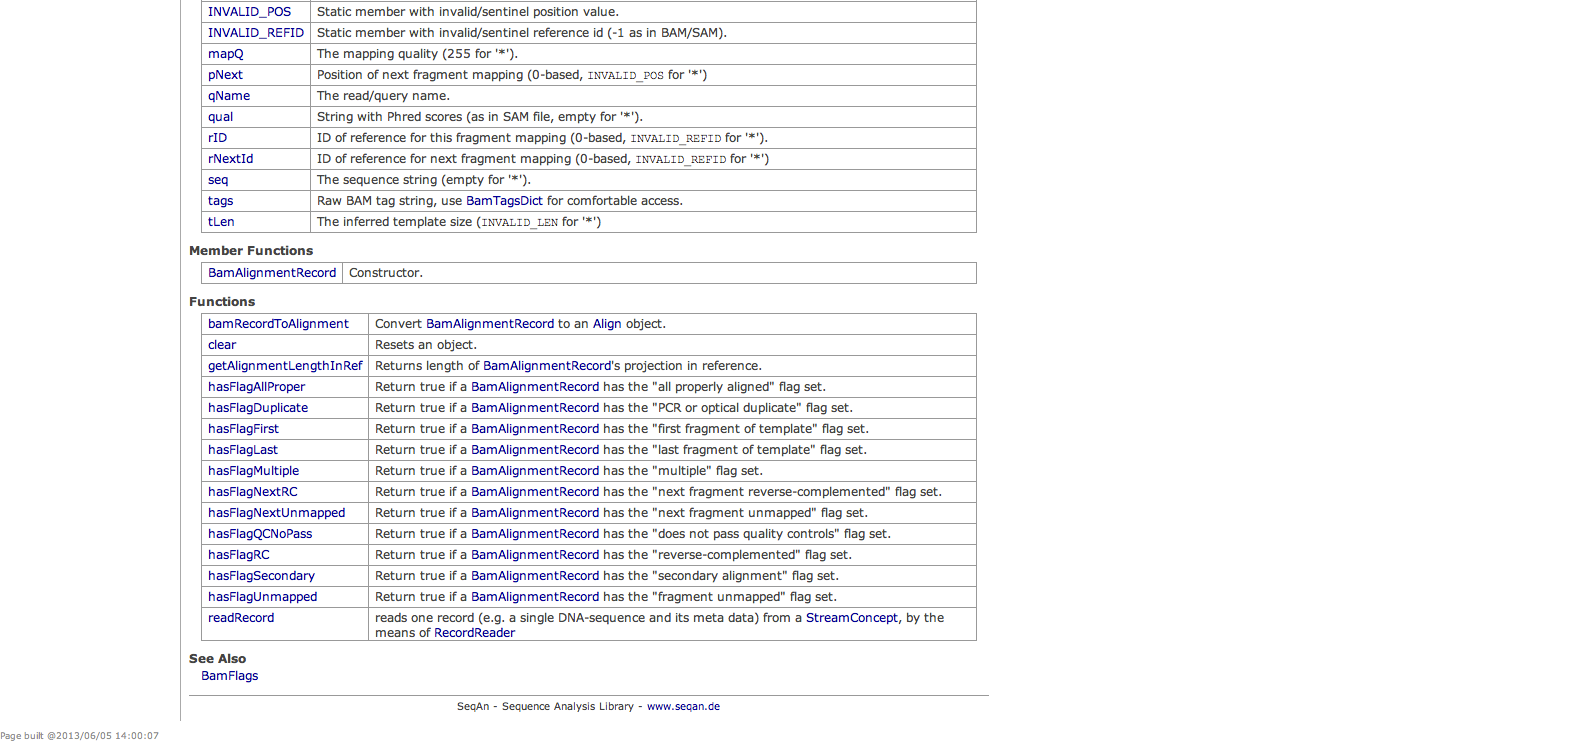 INVALID_POS Static member with invalid/sentinel position value.
INVALID_REFID Static member with invalid/sentinel reference id (-1 as in BAM/SAM).
mapQ The mapping quality (255 for '*').
pNext Position of next fragment mapping (0-based, INVALID_POS for '*')
qName The read/query name.
qual String with Phred scores (as in SAM file, empty for '*').
rID ID of reference for this fragment mapping (0-based, INVALID_REFID for '*').
rNextId ID of reference for next fragment mapping (0-based, INVALID_REFID for '*')
seq The sequence string (empty for '*').
tags Raw BAM tag string, use BamTagsDict for comfortable access.
tLen The inferred template size (INVALID_LEN for '*')
Member Functions
BamAlignmentRecord Constructor.
Functions
bamRecordToAlignment Convert BamAlignmentRecord to an Align object.
clear Resets an object.
getAlignmentLengthInRef Returns length of BamAlignmentRecord's projection in reference.
hasFlagAllProper Return true if a BamAlignmentRecord has the "all properly aligned" flag set.
hasFlagDuplicate Return true if a BamAlignmentRecord has the "PCR or optical duplicate" flag set.
hasFlagFirst Return true if a BamAlignmentRecord has the "first fragment of template" flag set.
hasFlagLast Return true if a BamAlignmentRecord has the "last fragment of template" flag set.
hasFlagMultiple Return true if a BamAlignmentRecord has the "multiple" flag set.
hasFlagNextRC Return true if a BamAlignmentRecord has the "next fragment reverse-complemented" flag set.
hasFlagNextUnmapped Return true if a BamAlignmentRecord has the "next fragment unmapped" flag set.
hasFlagQCNoPass Return true if a BamAlignmentRecord has the "does not pass quality controls" flag set.
hasFlagRC Return true if a BamAlignmentRecord has the "reverse-complemented" flag set.
hasFlagSecondary Return true if a BamAlignmentRecord has the "secondary alignment" flag set.
hasFlagUnmapped Return true if a BamAlignmentRecord has the "fragment unmapped" flag set.
readRecord reads one record (e.g. a single DNA-sequence and its meta data) from a StreamConcept, by the
means of RecordReader
See Also
BamFlags
SeqAn - Sequence Analysis Library - www.seqan.de
Page built @2013/06/05 14:00:07